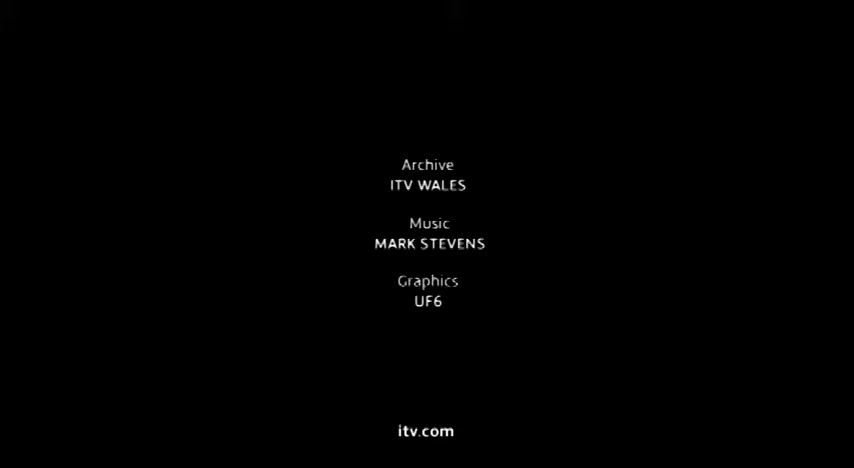 Archive
ITV WALES
Music
MARK STEVENS
Graphics
UF6
itv.com